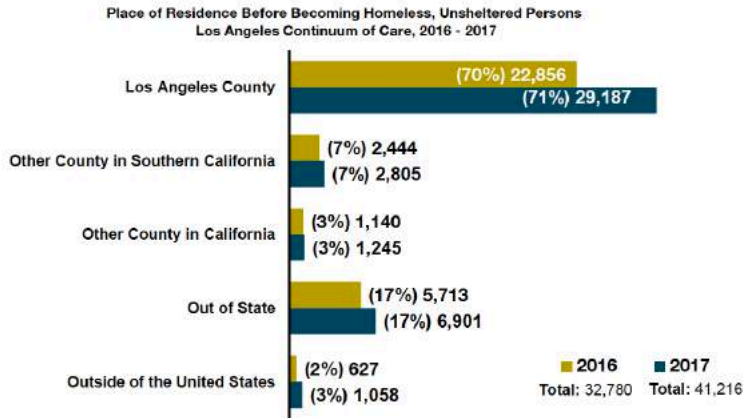 Place of Residence Before Becoming Homeless, Unsheltered Persons
Los Angeles Continuum of Care, 2016 - 2017
Los Angeles County
(70%) 22,856
(71%) 29,187
Other County in Southern California
(7%) 2,444
(7%) 2,805
Other County in California
(3%) 1,140
(3%) 1,245
Out of State
(17%) 5,713
(17%) 6,901
Outside of the United States
(2%) 627
(3%) 1,058
2016 2017
Total: 32,780 Total: 41,216